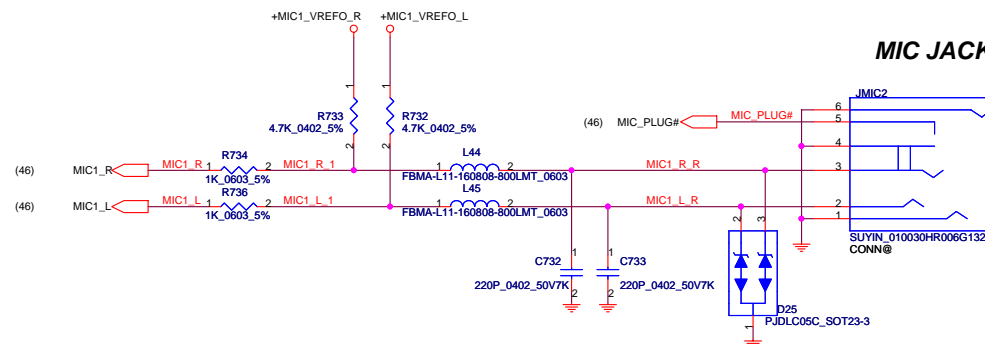 +MIC1_VREFO_R +MIC1_VREFO_L
MIC JACK
JMIC2
1 1
R733 R732
4.7K_0402_5% 4.7K_0402_5%
2 2
6
(46) MIC_PLUG# MIC_PLUG# 5
4
R734 L44
(46) MIC1_R MIC1_R 1 2 MIC1_R_1 1 2 MIC1_R_R 3
1K_0603_5% FBMA-L11-160808-800LMT_0603
R736 L45
(46) MIC1_L MIC1_L 1 2 MIC1_L_1 1 2 MIC1_L_R 2
1K_0603_5% FBMA-L11-160808-800LMT_0603
2 3 1
SUYIN_010030HR006G132
CONN@
1 1
C732 C733
220P_0402_50V7K 220P_0402_50V7K
2 2
D25
PJDLC05C_SOT23-3
1